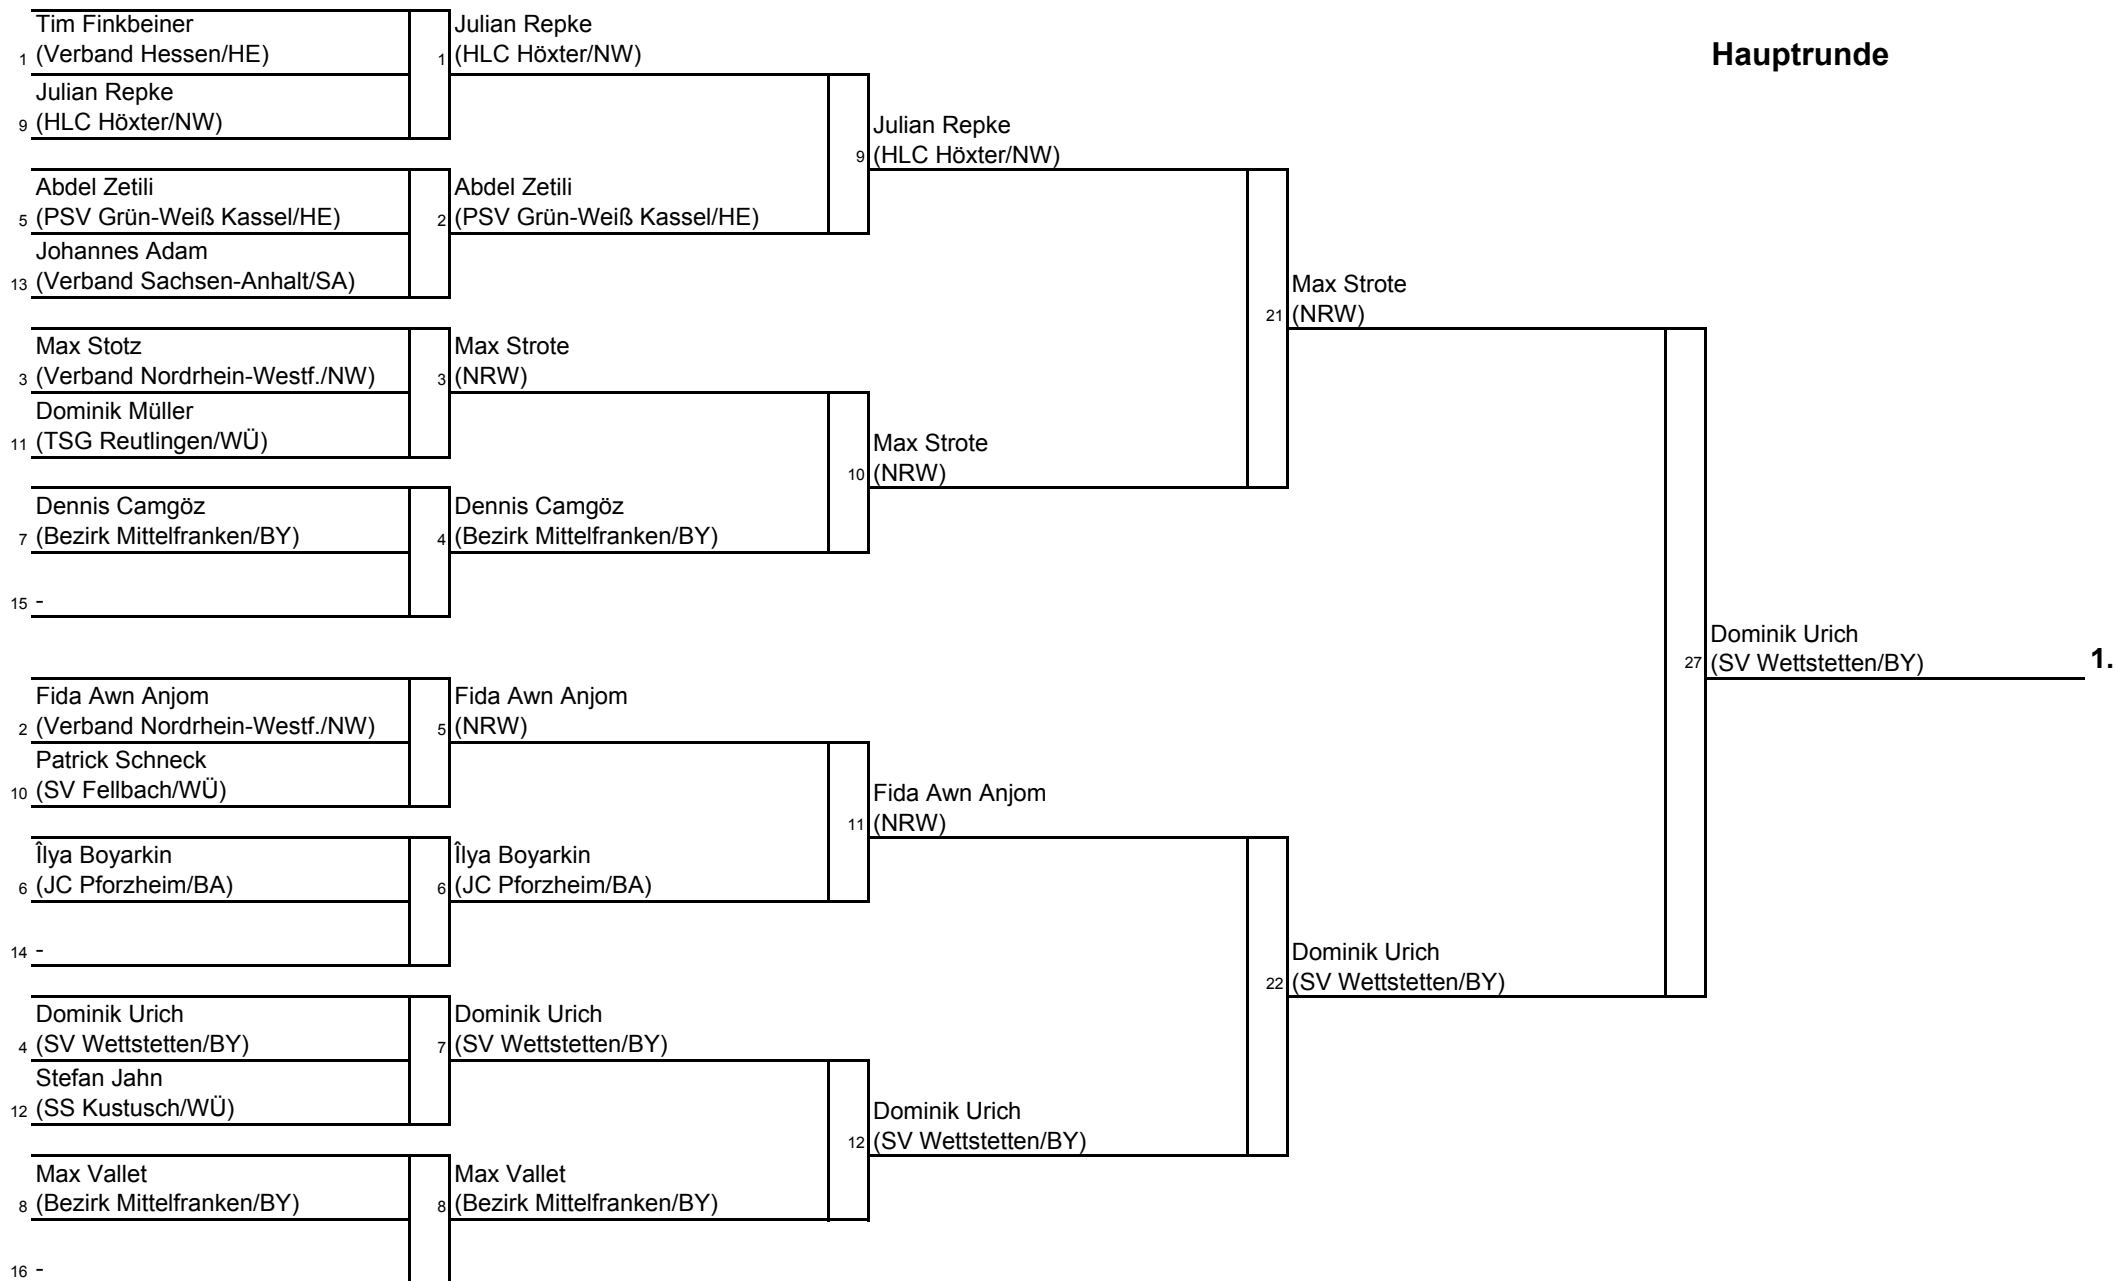 Hauptrunde
Tim Finkbeiner
1 (Verband Hessen/HE)
Julian Repke
9 (HLC Höxter/NW)
Abdel Zetili
5 (PSV Grün-Weiß Kassel/HE)
Johannes Adam
13 (Verband Sachsen-Anhalt/SA)
Max Stotz
3 (Verband Nordrhein-Westf./NW)
Dominik Müller
11 (TSG Reutlingen/WÜ)
Dennis Camgöz
7 (Bezirk Mittelfranken/BY)
15 -
Fida Awn Anjom
2 (Verband Nordrhein-Westf./NW)
Patrick Schneck
10 (SV Fellbach/WÜ)
Îlya Boyarkin
6 (JC Pforzheim/BA)
14 -
Dominik Urich
4 (SV Wettstetten/BY)
Stefan Jahn
12 (SS Kustusch/WÜ)
Max Vallet
8 (Bezirk Mittelfranken/BY)
16 -
Julian Repke
1 (HLC Höxter/NW)
Abdel Zetili
2 (PSV Grün-Weiß Kassel/HE)
Max Strote
3 (NRW)
Dennis Camgöz
4 (Bezirk Mittelfranken/BY)
Fida Awn Anjom
5 (NRW)
Îlya Boyarkin
6 (JC Pforzheim/BA)
Dominik Urich
7 (SV Wettstetten/BY)
Max Vallet
8 (Bezirk Mittelfranken/BY)
Julian Repke
9 (HLC Höxter/NW)
Max Strote
10 (NRW)
Fida Awn Anjom
11 (NRW)
Dominik Urich
12 (SV Wettstetten/BY)
Max Strote
21 (NRW)
Dominik Urich
22 (SV Wettstetten/BY)
Dominik Urich
27 (SV Wettstetten/BY) 1.